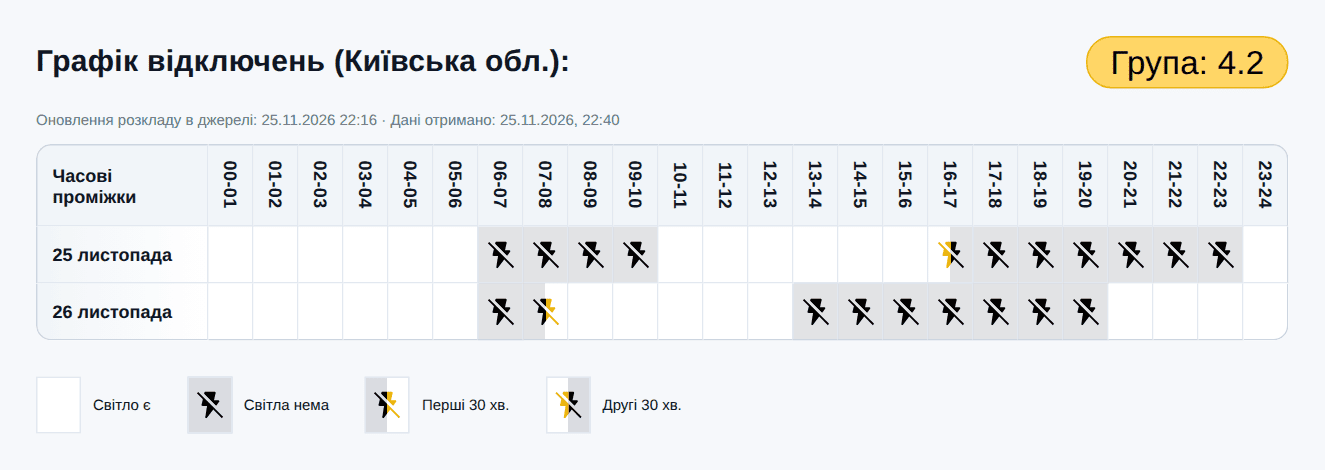 Графік відключень (Київська обл.):
Група: 4.2
Оновлення розкладу в джерелі: 25.11.2026 22:16 · Дані отримано: 25.11.2026, 22:40
Часові
проміжки
00-01
01-02
02-03
03-04
04-05
05-06
06-07
07-08
08-09
09-10
10-11
11-12
12-13
13-14
14-15
15-16
16-17
17-18
18-19
19-20
20-21
21-22
22-23
23-24
25 листопада
26 листопада
Світло є
Світла нема
Перші 30 хв.
Другі 30 хв.